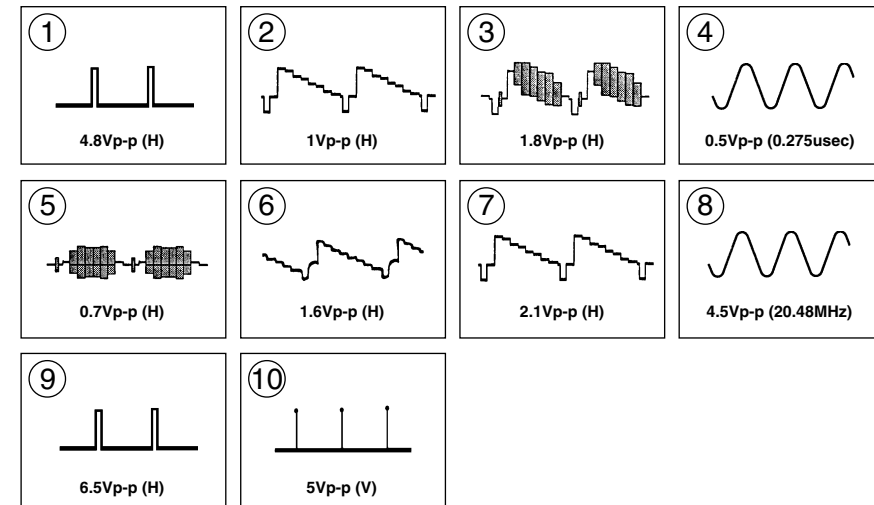 1
4.8Vp-p (H)
2
1Vp-p (H)
3
1.8Vp-p (H)
4
0.5Vp-p (0.275usec)
5
0.7Vp-p (H)
6
1.6Vp-p (H)
7
2.1Vp-p (H)
8
4.5Vp-p (20.48MHz)
9
6.5Vp-p (H)
10
5Vp-p (V)